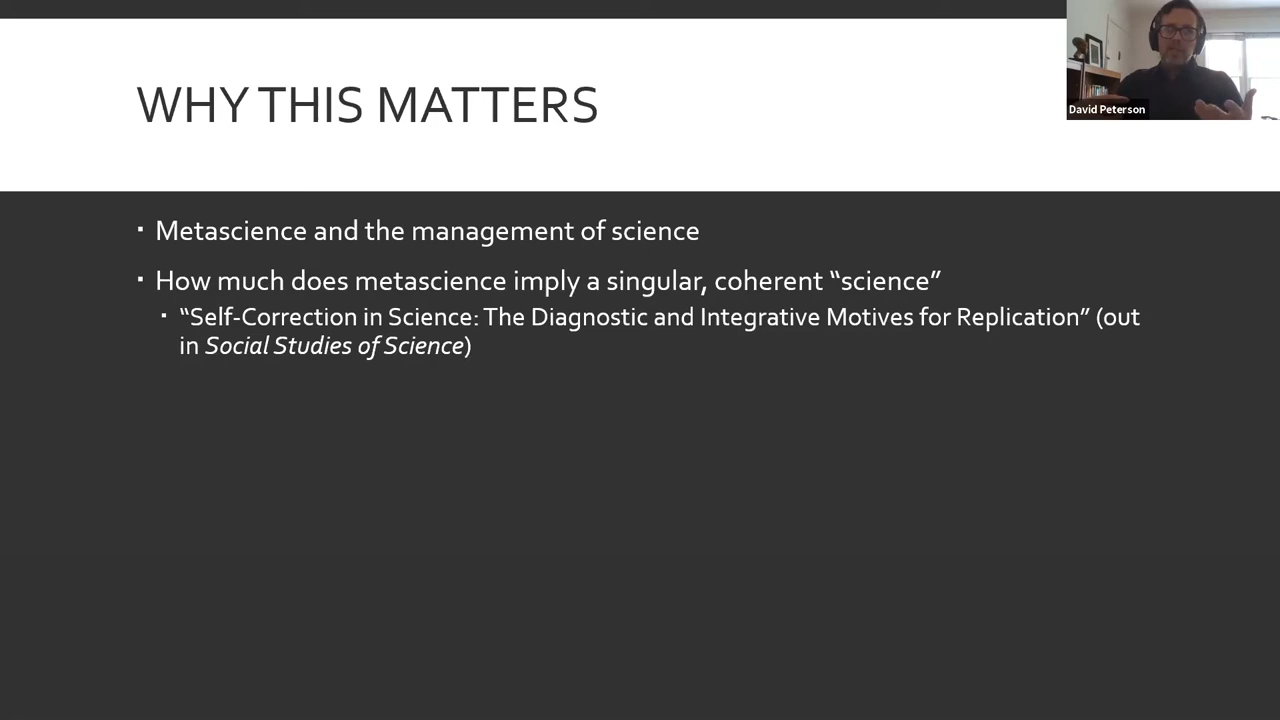 WHY THIS MATTERS
David Peterson
▪ Metascience and the management of science
▪ How much does metascience imply a singular, coherent “science”
▪ “Self-Correction in Science: The Diagnostic and Integrative Motives for Replication” (out
in Social Studies of Science)